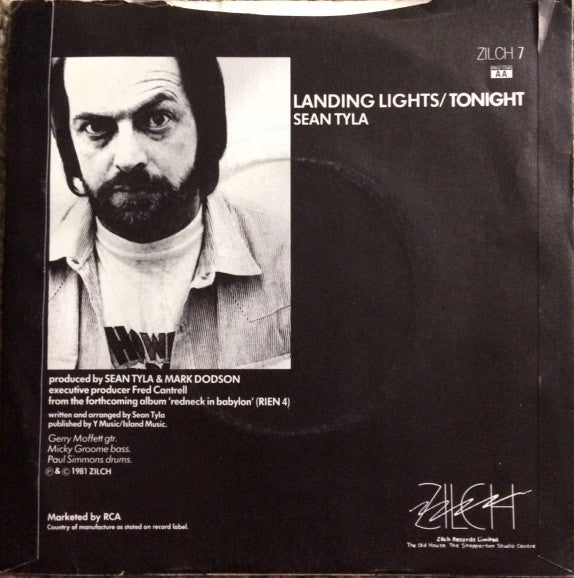 ZILCH 7
AA
LANDING LIGHTS/TONIGHT
SEAN TYLA
HOW
produced by SEAN TYLA & MARK DODSON
executive producer Fred Cantrell
from the forthcoming album 'redneck in babylon' (RIEN 4)
written and arranged by Sean Tyla
published by Y Music/Island Music.
Gerry Moffett gtr.
Micky Groome bass.
Paul Simmons drums.
℗ & © 1981 ZILCH
Marketed by RCA
Country of manufacture as stated on record label.
ZILCH
Zilch Records Limited
The Old House. The Shepperton Studio Centre